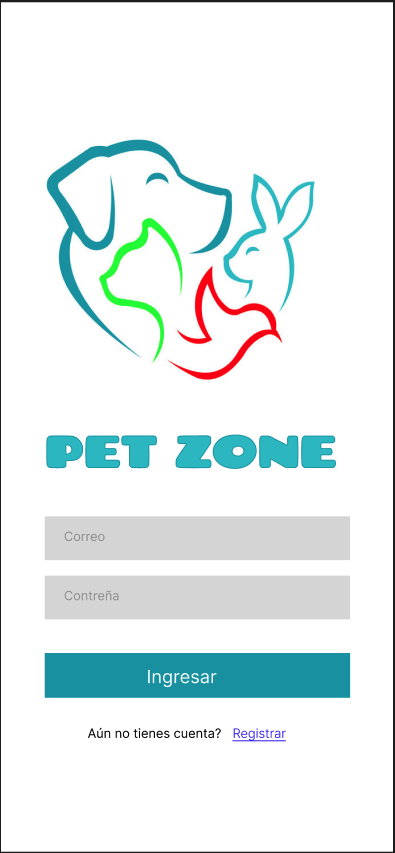 PET ZONE
Correo
Contreña
Ingresar
Aún no tienes cuenta? Registrar